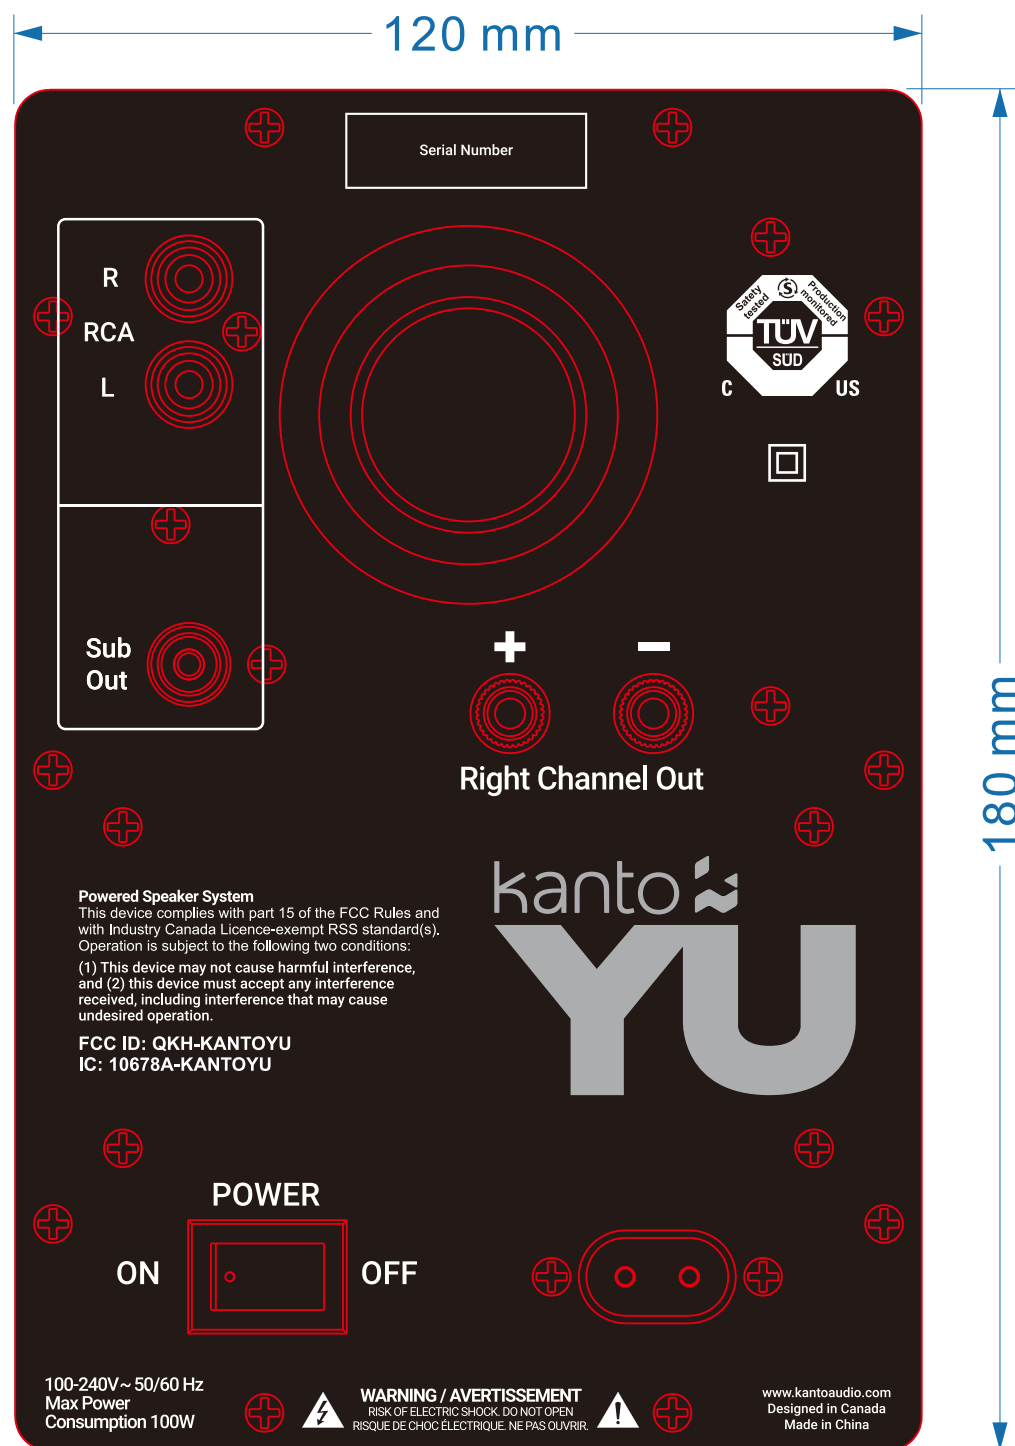 120 mm
Serial Number
R
RCA
L
Safety tested
S
Production monitored
TÜV
SÜD
C US
180 mm
Sub
Out
+ −
Right Channel Out
kanto
YU
Powered Speaker System
This device complies with part 15 of the FCC Rules and
with Industry Canada Licence-exempt RSS standard(s).
Operation is subject to the following two conditions:
(1) This device may not cause harmful interference,
and (2) this device must accept any interference
received, including interference that may cause
undesired operation.
FCC ID: QKH-KANTOYU
IC: 10678A-KANTOYU
POWER
ON OFF
100-240V~ 50/60 Hz
Max Power
Consumption 100W
WARNING / AVERTISSEMENT
RISK OF ELECTRIC SHOCK. DO NOT OPEN
RISQUE DE CHOC ÉLECTRIQUE. NE PAS OUVRIR.
www.kantoaudio.com
Designed in Canada
Made in China